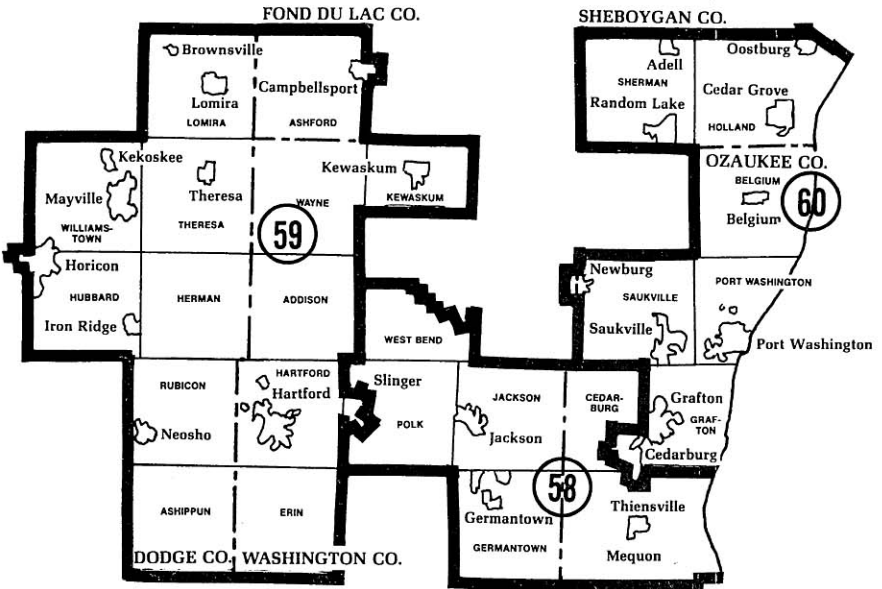 FOND DU LAC CO.
SHEBOYGAN CO.
Brownsville
Oostburg
Adell
Campbellsport
SHERMAN
Lomira
Cedar Grove
Random Lake
LOMIRA
ASHFORD
HOLLAND
Kekoskee
OZAUKEE CO.
Kewaskum
BELGIUM
Mayville
Theresa
WAYNE
KEWASKUM
60
Belgium
WILLIAMS-
TOWN
THERESA
59
Horicon
Newburg
PORT WASHINGTON
HUBBARD
HERMAN
ADDISON
SAUKVILLE
Iron Ridge
Saukville
WEST BEND
Port Washington
HARTFORD
Slinger
RUBICON
Hartford
JACKSON
CEDAR-
BURG
Grafton
POLK
GRAF-
TON
Neosho
Jackson
Cedarburg
58
Thiensville
ASHIPPUN
ERIN
Germantown
GERMANTOWN
Mequon
DODGE CO.
WASHINGTON CO.